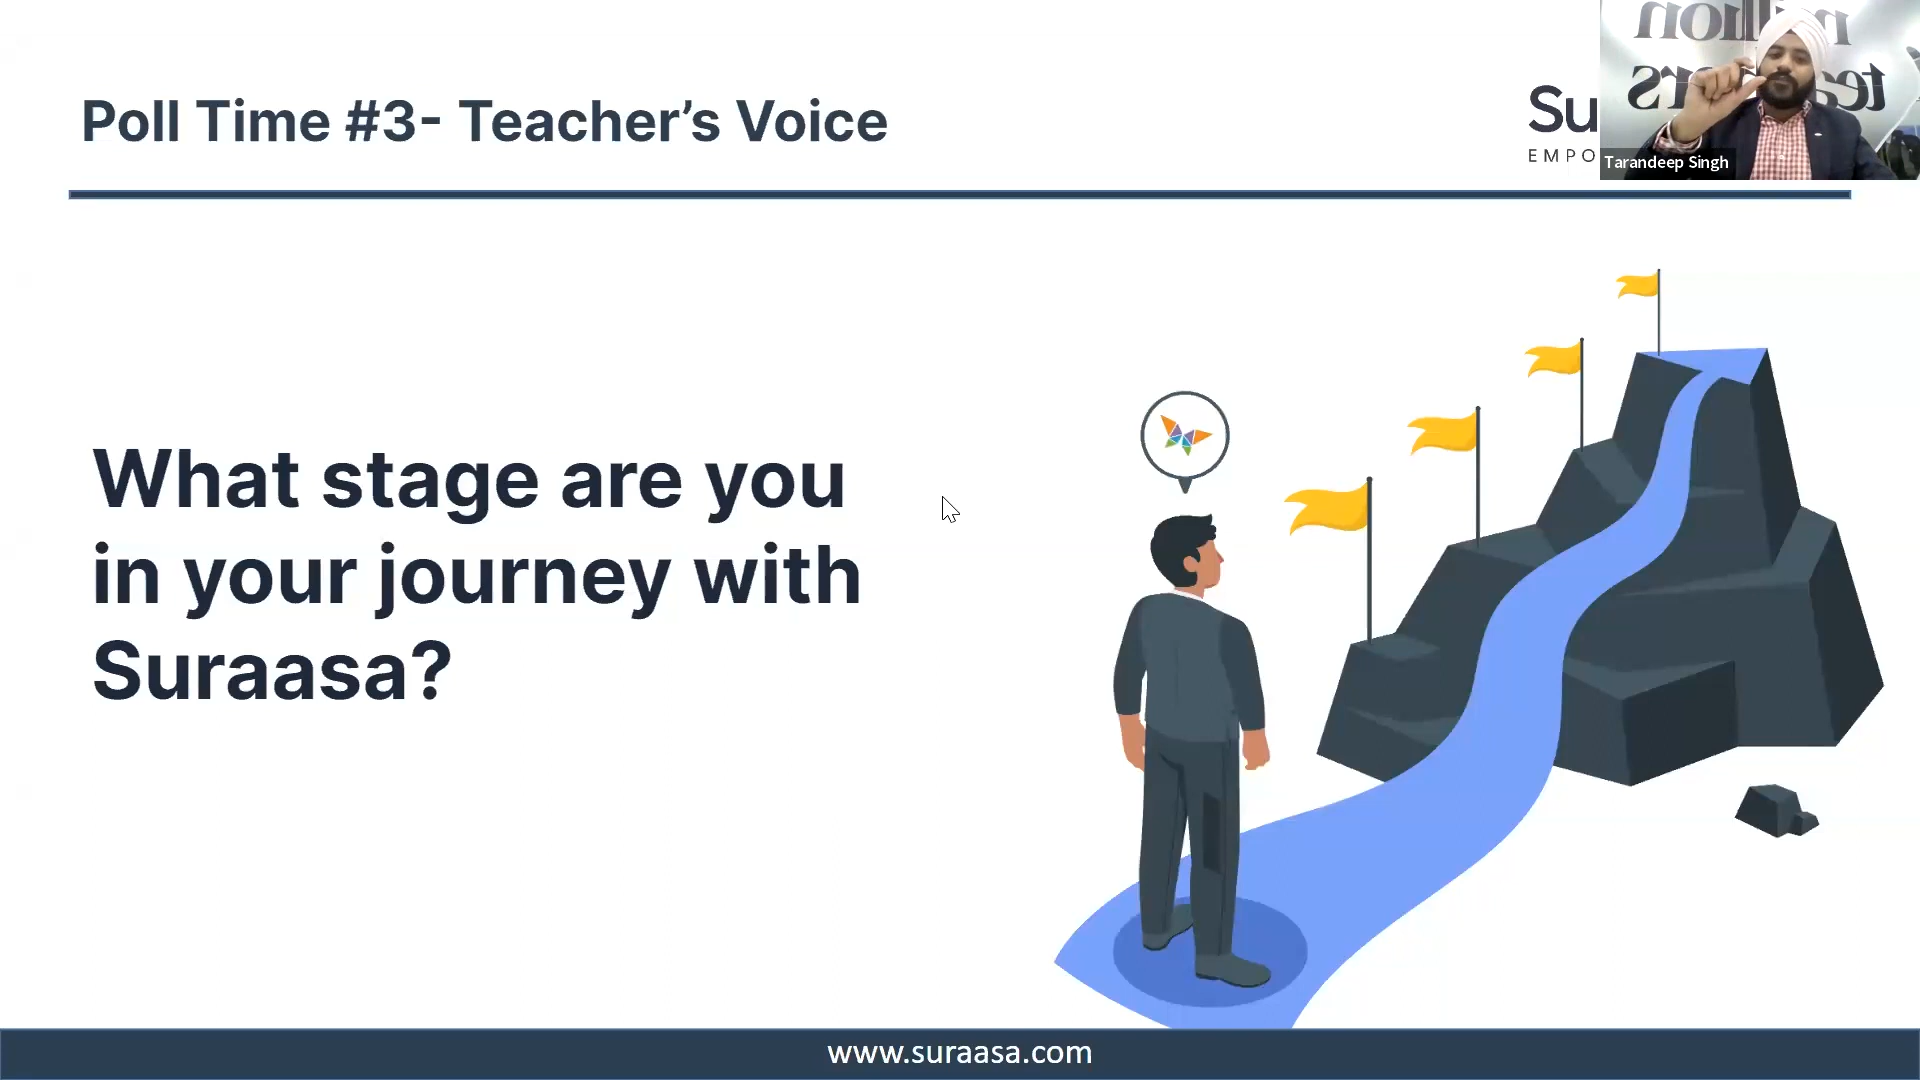 Poll Time #3- Teacher’s Voice
Su
EMPO
Tarandeep Singh
What stage are you
in your journey with
Suraasa?
www.suraasa.com